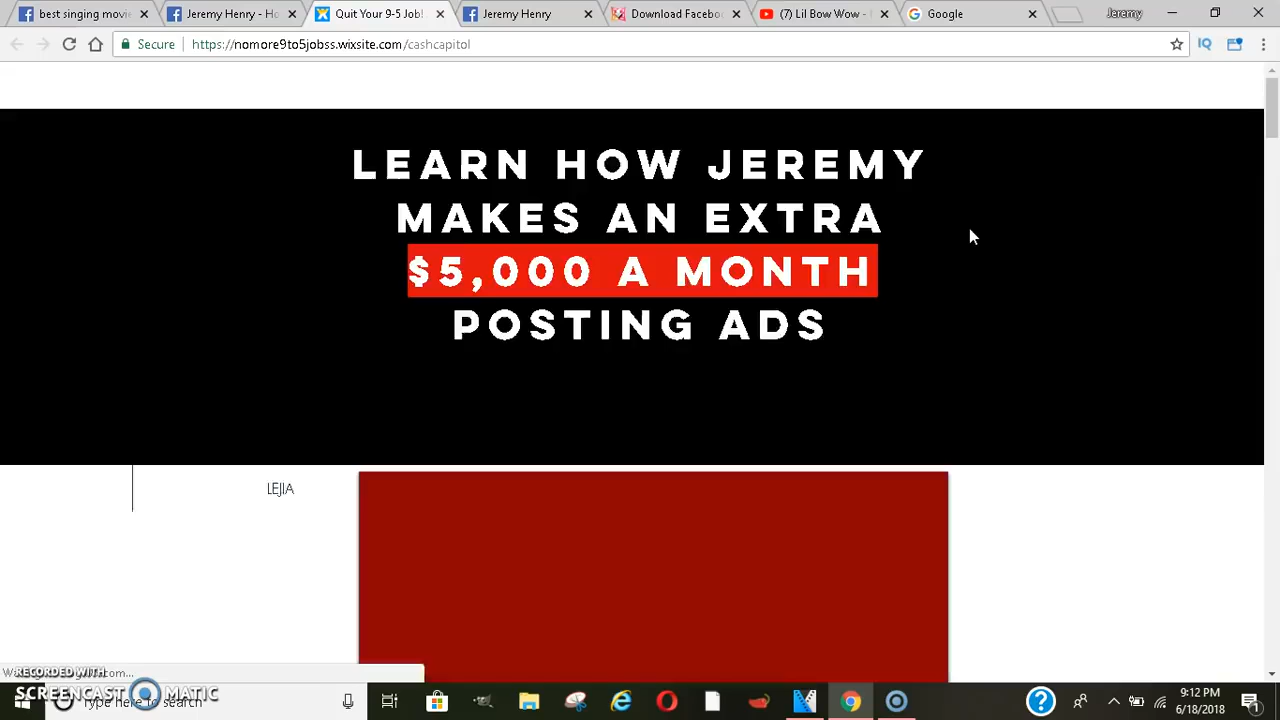 best singing movi
Jeremy Henry - Ho
Quit Your 9-5 Job!
Jeremy Henry
Download Facebo
(7) Lil Bow Wow -
Google
Jeremy
Secure
https://nomore9to5jobss.wixsite.com/cashcapitol
LEARN HOW JEREMY
MAKES AN EXTRA
$5,000 A MONTH
POSTING ADS
LEJIA
RECORDED WITH
SCREENCAST MATIC
Type here to search
9:12 PM
6/18/2018